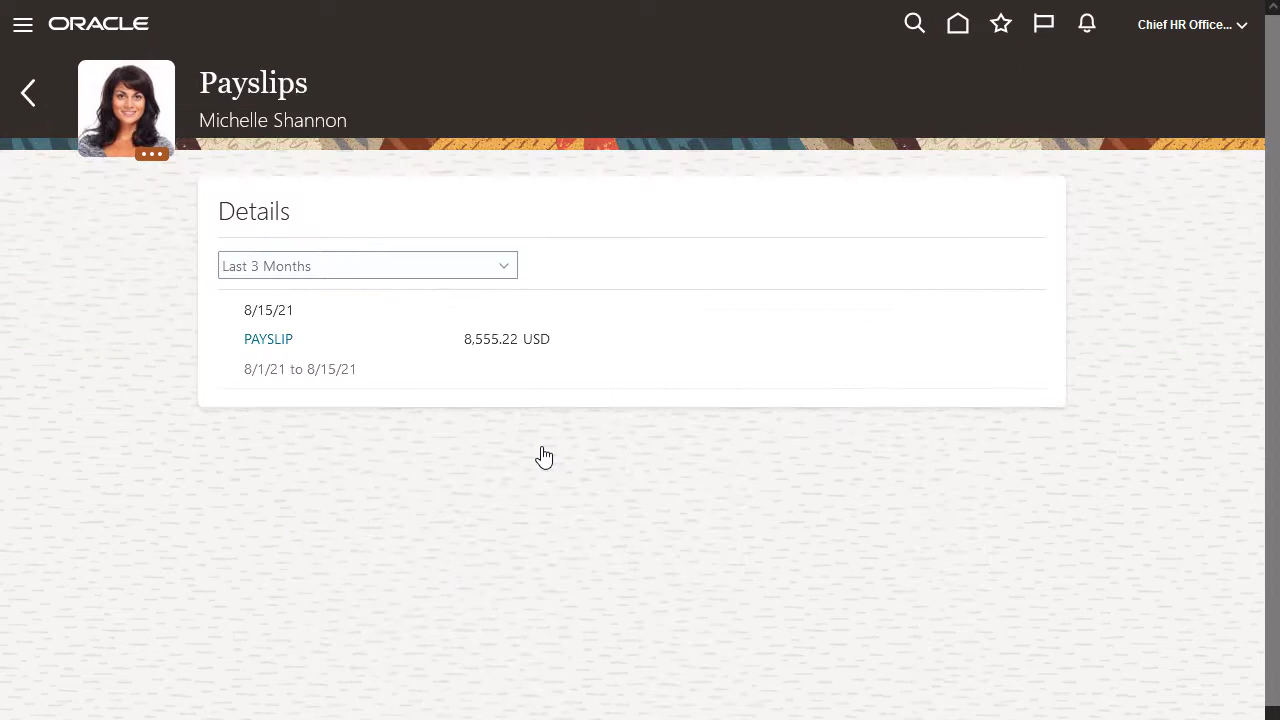 ORACLE
Chief HR Office...
Payslips
Michelle Shannon
Details
Last 3 Months
8/15/21
PAYSLIP 8,555.22 USD
8/1/21 to 8/15/21